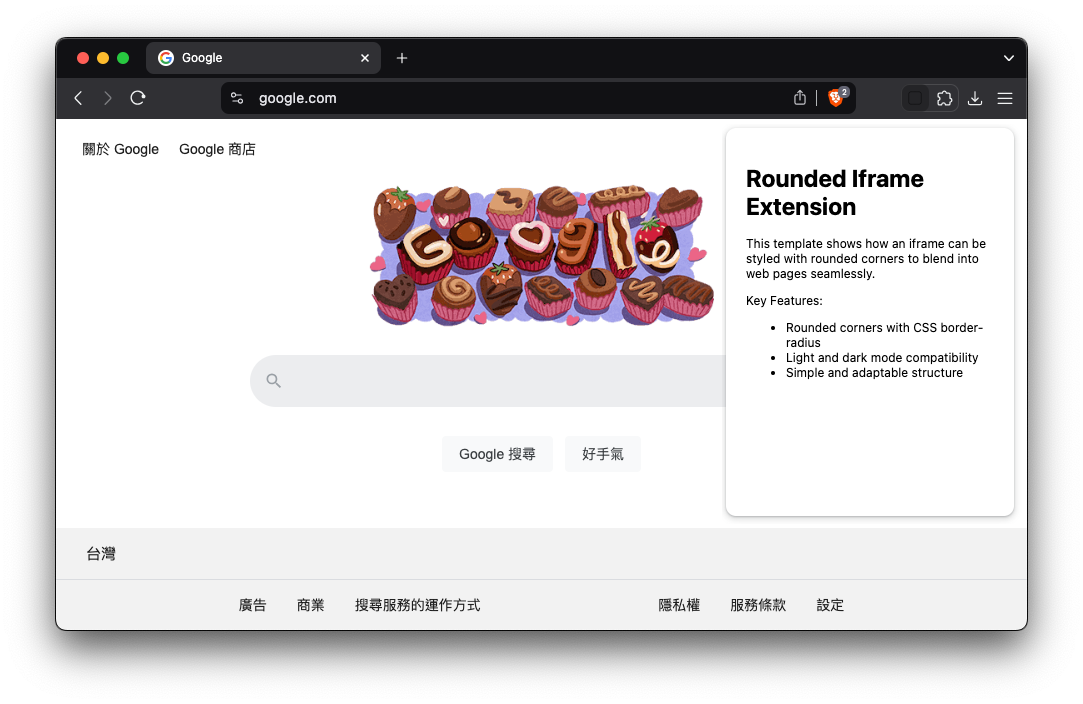 Google
google.com
2
關於 Google
Google 商店
Google
Google 搜尋
好手氣
Rounded Iframe
Extension
This template shows how an iframe can be
styled with rounded corners to blend into
web pages seamlessly.
Key Features:
• Rounded corners with CSS border-
radius
• Light and dark mode compatibility
• Simple and adaptable structure
台灣
廣告
商業
搜尋服務的運作方式
隱私權
服務條款
設定